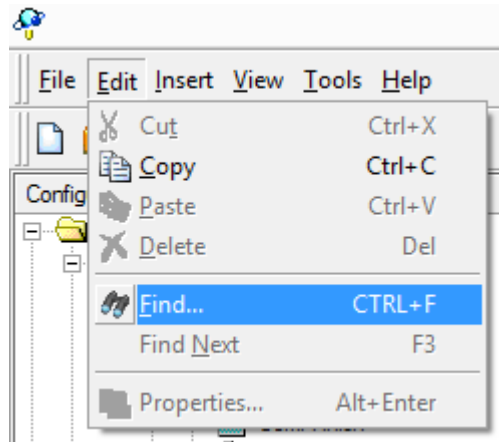 File Edit Insert View Tools Help
Cut Ctrl+X
Copy Ctrl+C
Config
Paste Ctrl+V
Delete Del
Find... CTRL+F
Find Next F3
Properties... Alt+Enter